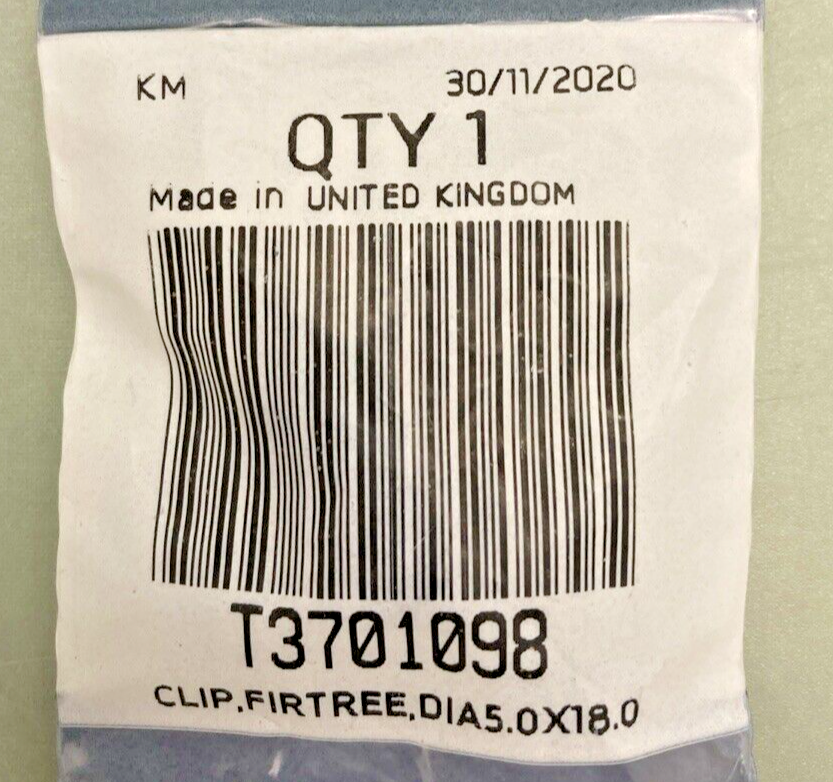 KM 30/11/2020
QTY 1
Made in UNITED KINGDOM
T3701098
CLIP,FIRTREE,DIA5.0X18.0